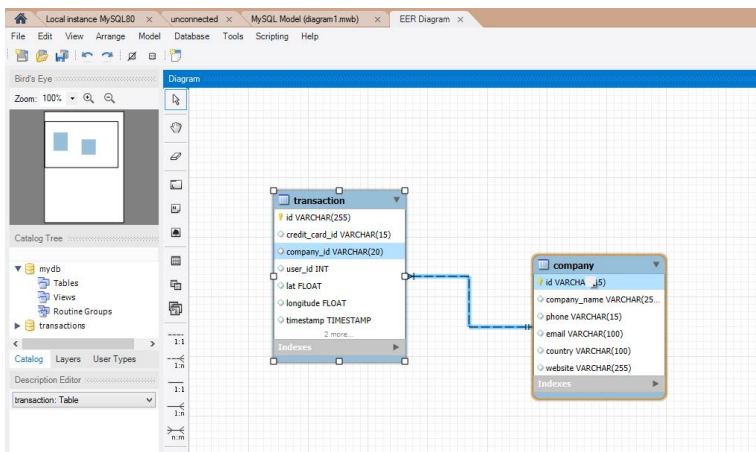 Local instance MySQL80 × unconnected × MySQL Model (diagram1.mwb) × EER Diagram ×
File Edit View Arrange Model Database Tools Scripting Help
Bird's Eye
Zoom: 100%
Diagram
transaction
id VARCHAR(255)
credit_card_id VARCHAR(15)
company_id VARCHAR(20)
user_id INT
lat FLOAT
longitude FLOAT
timestamp TIMESTAMP
2 more...
Indexes
company
id VARCHA 5)
company_name VARCHAR(25...
phone VARCHAR(15)
email VARCHAR(100)
country VARCHAR(100)
website VARCHAR(255)
Indexes
Catalog Tree
mydb
Tables
Views
Routine Groups
transactions
Catalog Layers User Types
Description Editor
transaction: Table
1:1
1:n
1:1
1:n
n:m